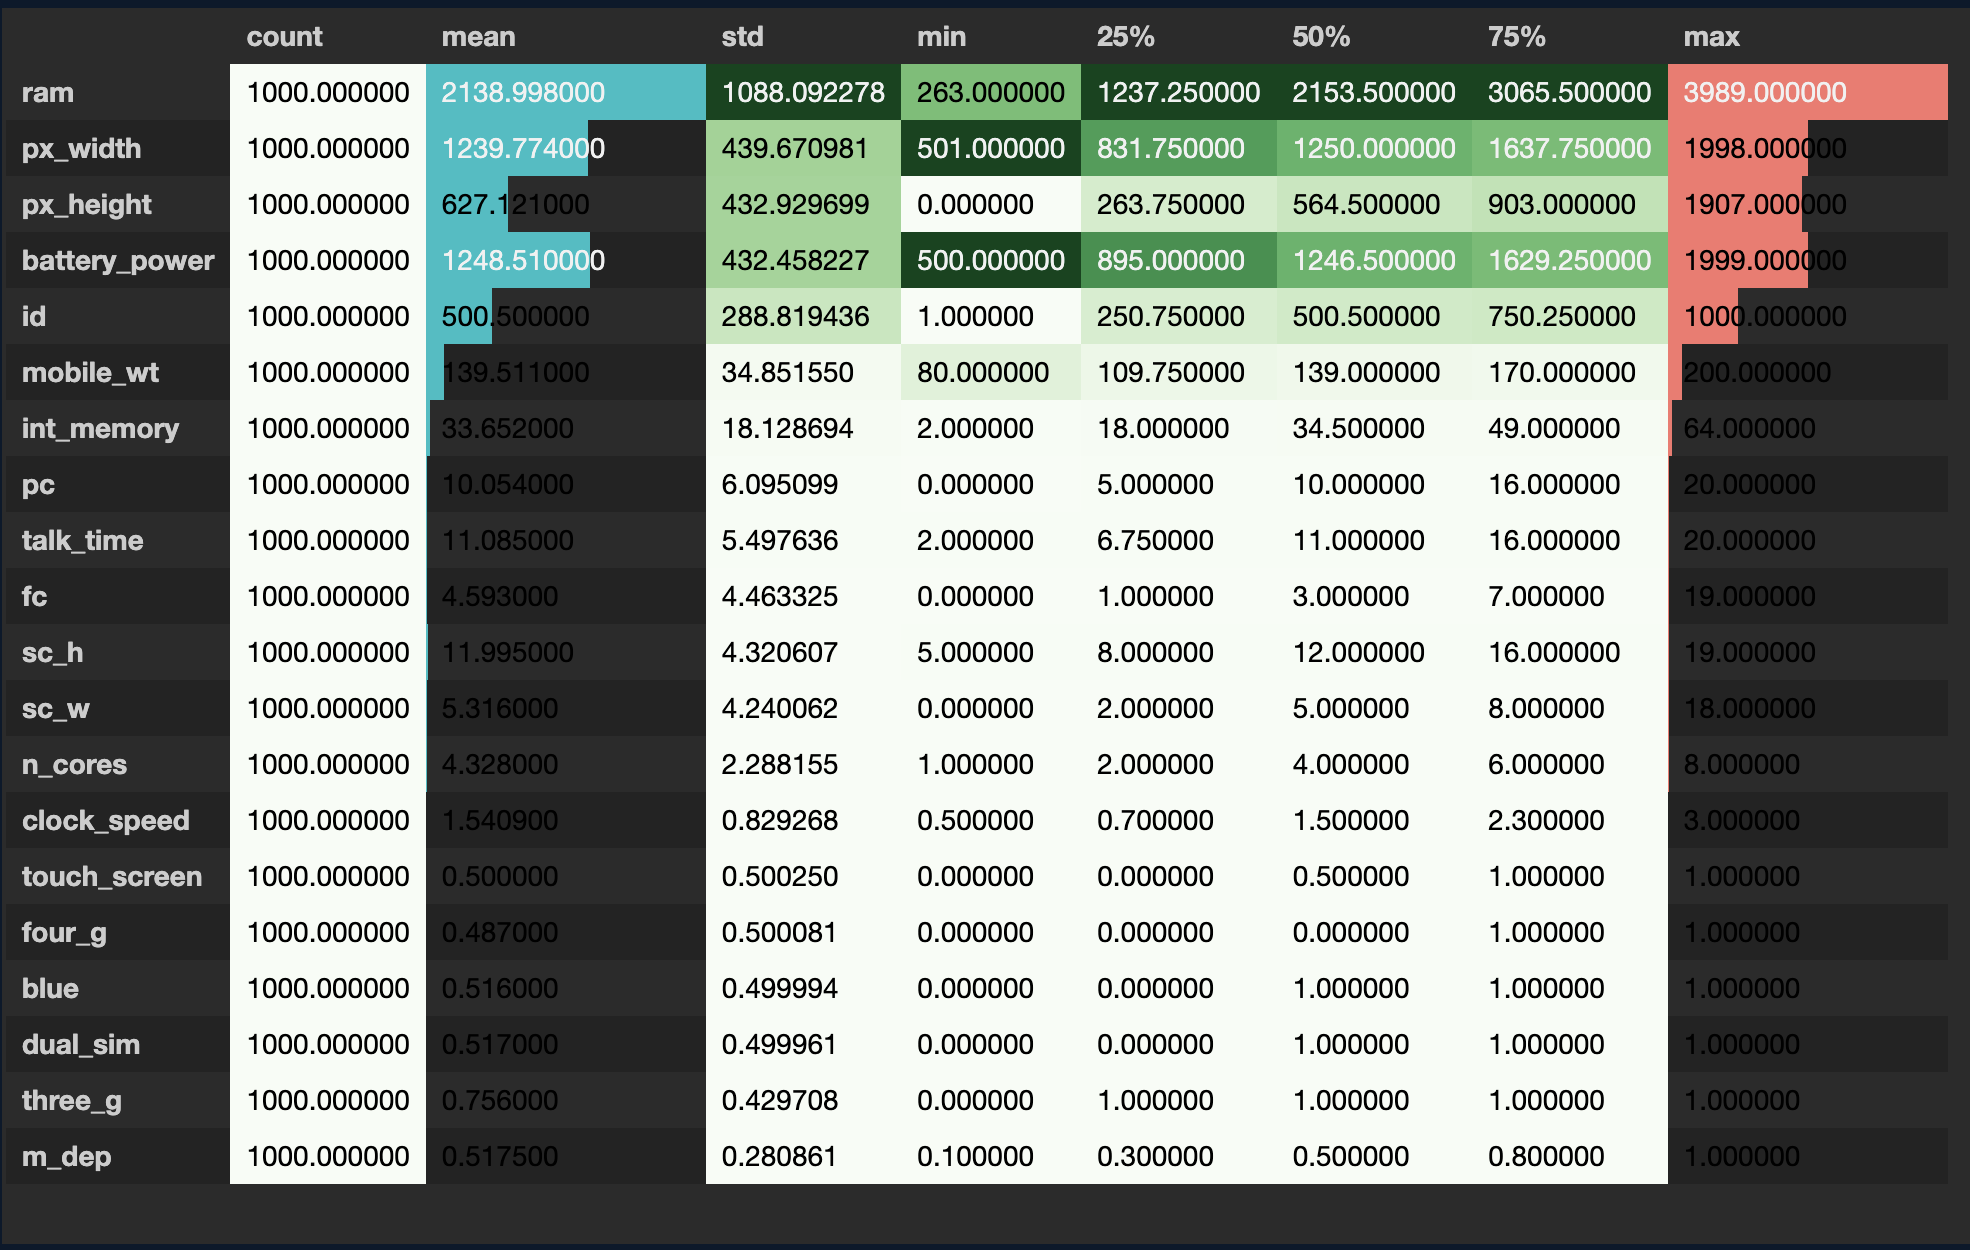 count mean std min 25% 50% 75% max
ram 1000.000000 2138.998000 1088.092278 263.000000 1237.250000 2153.500000 3065.500000 3989.000000
px_width 1000.000000 1239.774000 439.670981 501.000000 831.750000 1250.000000 1637.750000 1998.000000
px_height 1000.000000 627.121000 432.929699 0.000000 263.750000 564.500000 903.000000 1907.000000
battery_power 1000.000000 1248.510000 432.458227 500.000000 895.000000 1246.500000 1629.250000 1999.000000
id 1000.000000 500.500000 288.819436 1.000000 250.750000 500.500000 750.250000 1000.000000
mobile_wt 1000.000000 139.511000 34.851550 80.000000 109.750000 139.000000 170.000000 200.000000
int_memory 1000.000000 33.652000 18.128694 2.000000 18.000000 34.500000 49.000000 64.000000
pc 1000.000000 10.054000 6.095099 0.000000 5.000000 10.000000 16.000000 20.000000
talk_time 1000.000000 11.085000 5.497636 2.000000 6.750000 11.000000 16.000000 20.000000
fc 1000.000000 4.593000 4.463325 0.000000 1.000000 3.000000 7.000000 19.000000
sc_h 1000.000000 11.995000 4.320607 5.000000 8.000000 12.000000 16.000000 19.000000
sc_w 1000.000000 5.316000 4.240062 0.000000 2.000000 5.000000 8.000000 18.000000
n_cores 1000.000000 4.328000 2.288155 1.000000 2.000000 4.000000 6.000000 8.000000
clock_speed 1000.000000 1.540900 0.829268 0.500000 0.700000 1.500000 2.300000 3.000000
touch_screen 1000.000000 0.500000 0.500250 0.000000 0.000000 0.500000 1.000000 1.000000
four_g 1000.000000 0.487000 0.500081 0.000000 0.000000 0.000000 1.000000 1.000000
blue 1000.000000 0.516000 0.499994 0.000000 0.000000 1.000000 1.000000 1.000000
dual_sim 1000.000000 0.517000 0.499961 0.000000 0.000000 1.000000 1.000000 1.000000
three_g 1000.000000 0.756000 0.429708 0.000000 1.000000 1.000000 1.000000 1.000000
m_dep 1000.000000 0.517500 0.280861 0.100000 0.300000 0.500000 0.800000 1.000000